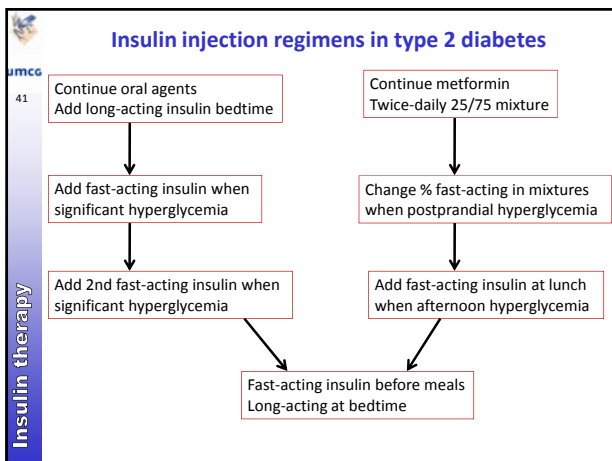 Insulin injection regimens in type 2 diabetes
umcg
41
Continue oral agents
Add long-acting insulin bedtime
Continue metformin
Twice-daily 25/75 mixture
Add fast-acting insulin when
significant hyperglycemia
Change % fast-acting in mixtures
when postprandial hyperglycemia
Add 2nd fast-acting insulin when
significant hyperglycemia
Add fast-acting insulin at lunch
when afternoon hyperglycemia
Fast-acting insulin before meals
Long-acting at bedtime
Insulin therapy